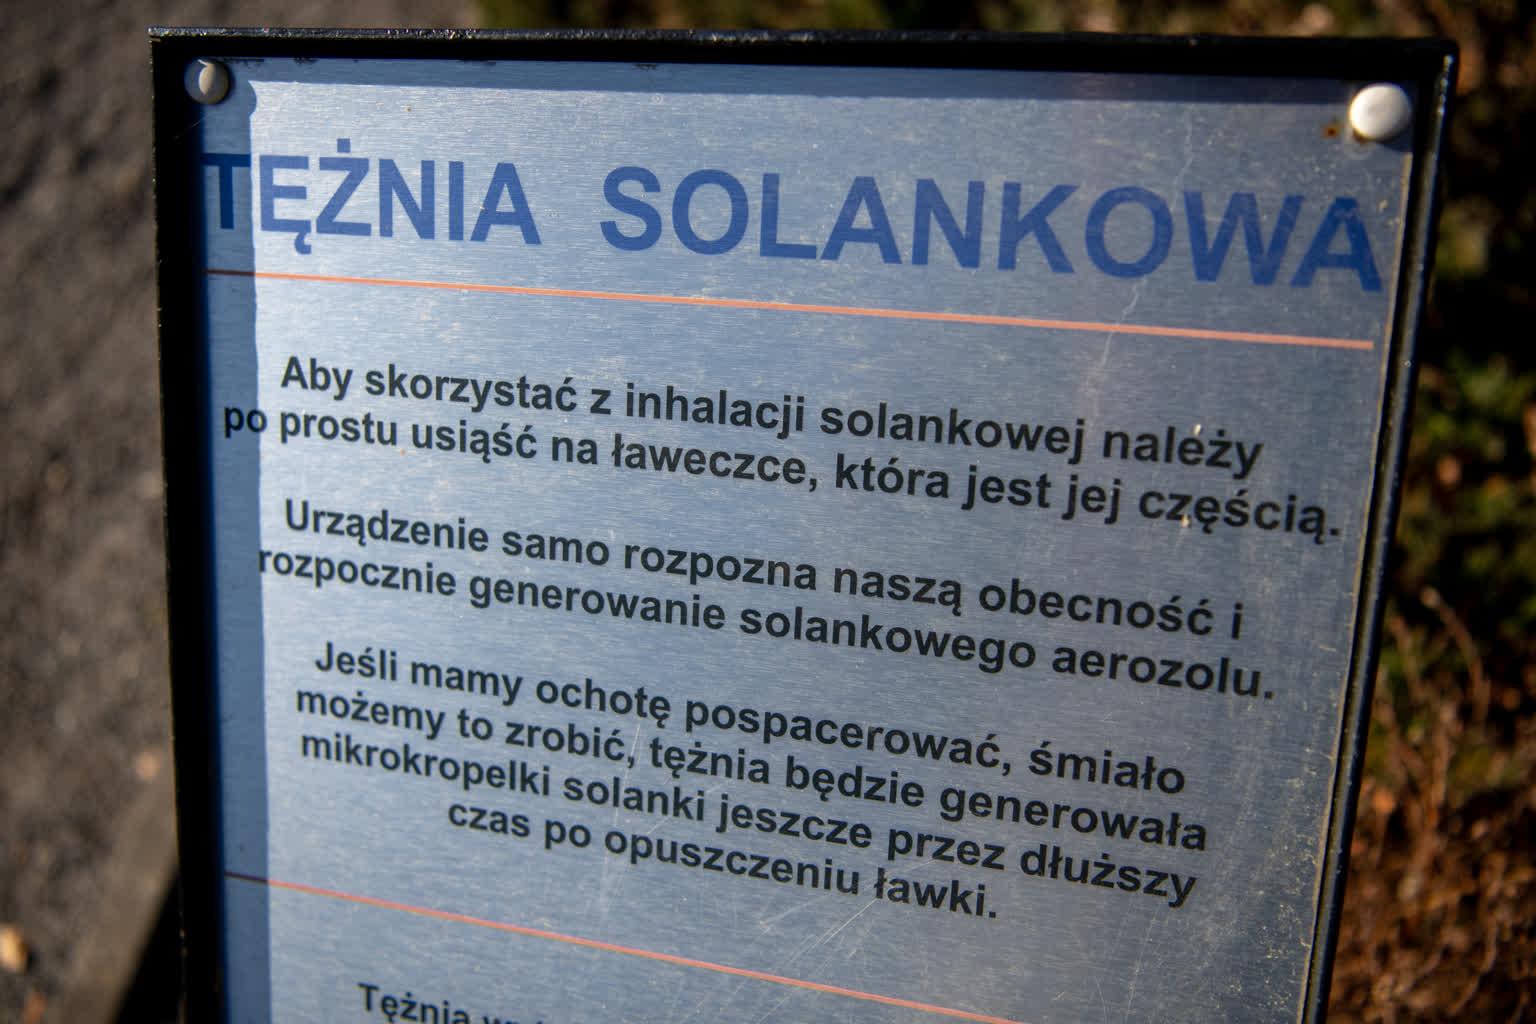 TĘŻNIA SOLANKOWA
Aby skorzystać z inhalacji solankowej należy
po prostu usiąść na ławeczce, która jest jej częścią.
Urządzenie samo rozpozna naszą obecność i
rozpocznie generowanie solankowego aerozolu.
Jeśli mamy ochotę pospacerować, śmiało
możemy to zrobić, tężnia będzie generowała
mikrokropelki solanki jeszcze przez dłuższy
czas po opuszczeniu ławki.
Tężnia